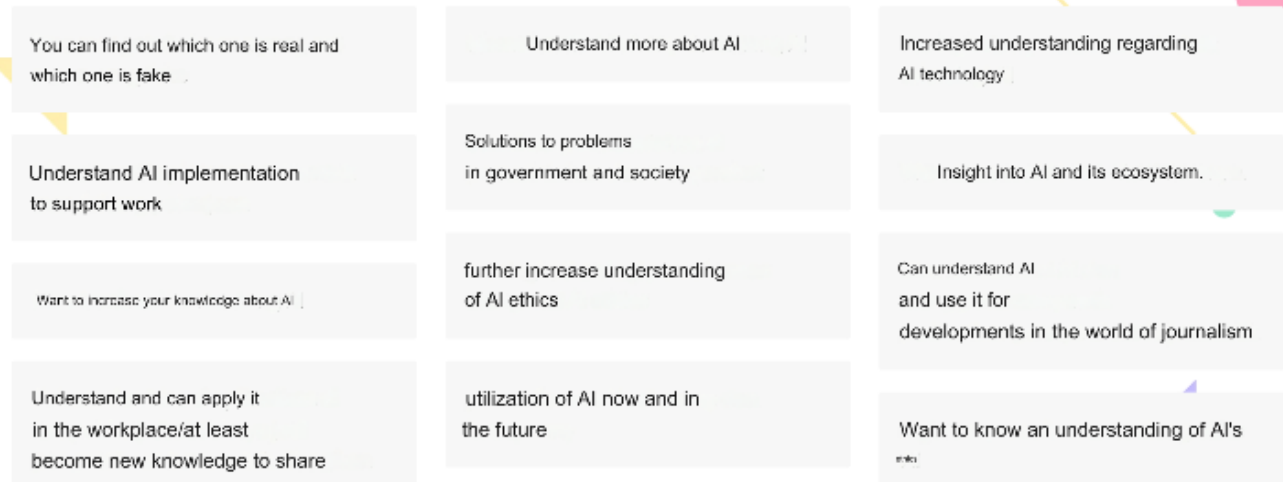 You can find out which one is real and
which one is fake
Understand AI implementation
to support work
Want to increase your knowledge about AI
Understand and can apply it
in the workplace/at least
become new knowledge to share
Understand more about AI
Solutions to problems
in government and society
further increase understanding
of AI ethics
utilization of AI now and in
the future
Increased understanding regarding
AI technology
Insight into AI and its ecosystem.
Can understand AI
and use it for
developments in the world of journalism
Want to know an understanding of AI's